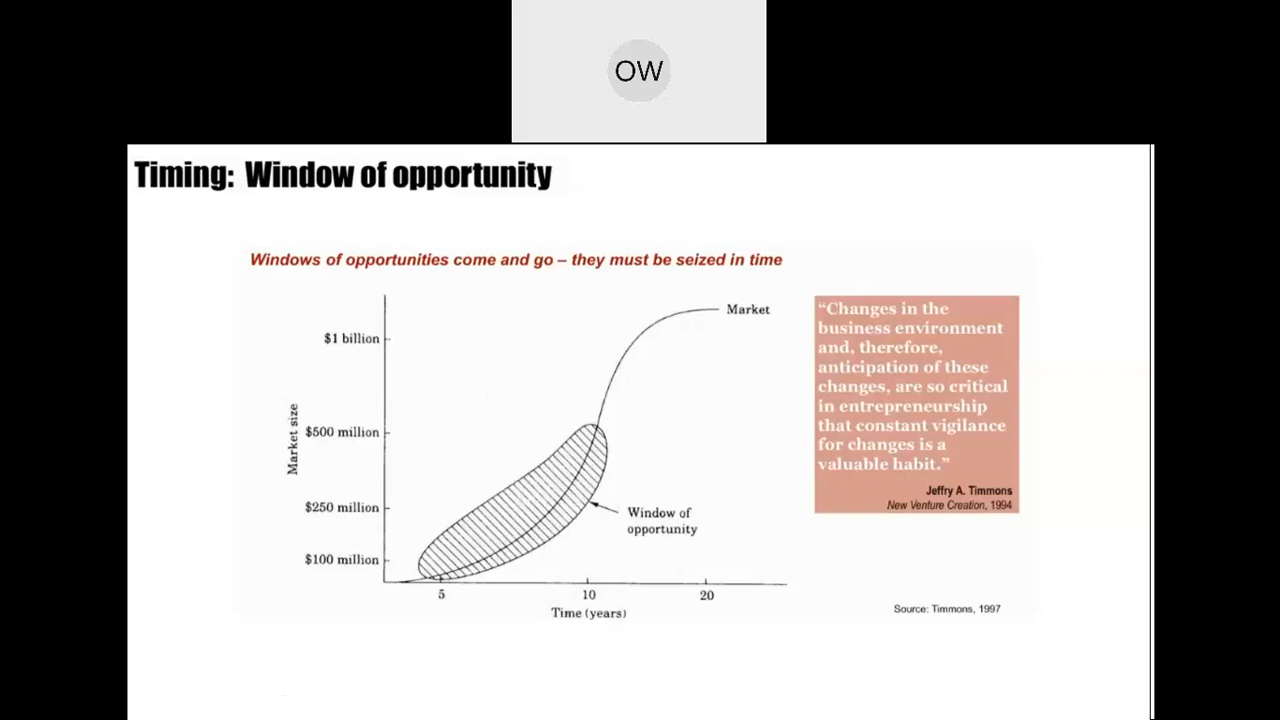 OW
Timing: Window of opportunity
Windows of opportunities come and go – they must be seized in time
Market
$1 billion
$500 million
$250 million
$100 million
Market size
Window of
opportunity
5
10
20
Time (years)
“Changes in the
business environment
and, therefore,
anticipation of these
changes, are so critical
in entrepreneurship
that constant vigilance
for changes is a
valuable habit.”
Jeffry A. Timmons
New Venture Creation, 1994
Source: Timmons, 1997